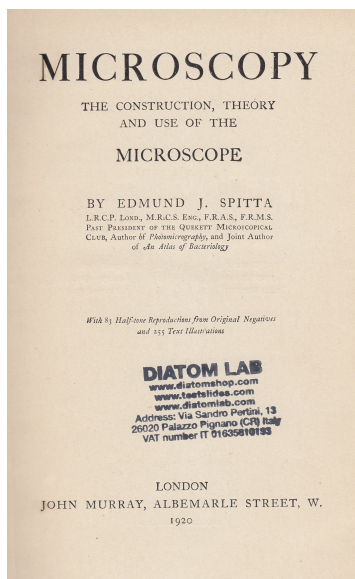 MICROSCOPY
THE CONSTRUCTION, THEORY
AND USE OF THE
MICROSCOPE
BY EDMUND J. SPITTA
L.R.C.P. LOND., M.R.C.S. ENG., F.R.A.S., F.R.M.S.
PAST PRESIDENT OF THE QUEKETT MICROSCOPICAL
CLUB, Author of Photomicrography, and Joint Author
of An Atlas of Bacteriology
With 85 Half-tone Reproductions from Original Negatives
and 255 Text Illustrations
DIATOM LAB
www.diatomshop.com
www.testslides.com
www.diatomlab.com
Address: Via Sandro Pertini, 13
26020 Palazzo Pignano (CR) Italy
VAT number IT 01635810193
LONDON
JOHN MURRAY, ALBEMARLE STREET, W.
1920